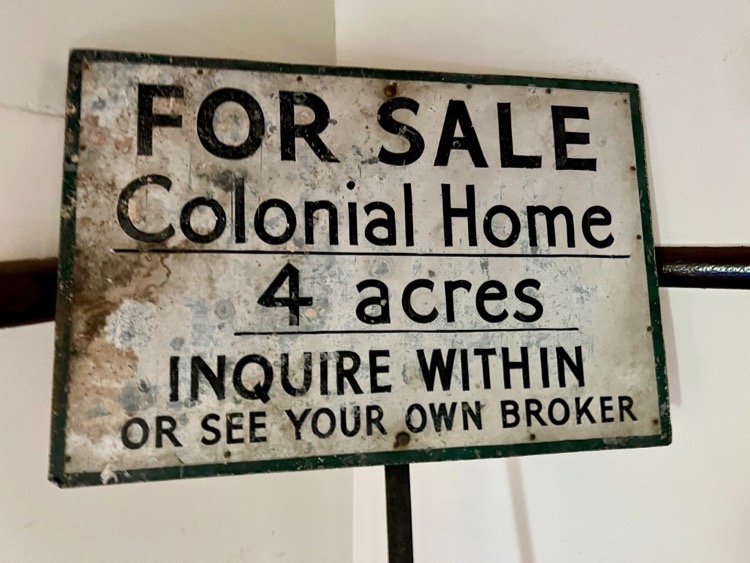 FOR SALE
Colonial Home
4 acres
INQUIRE WITHIN
OR SEE YOUR OWN BROKER